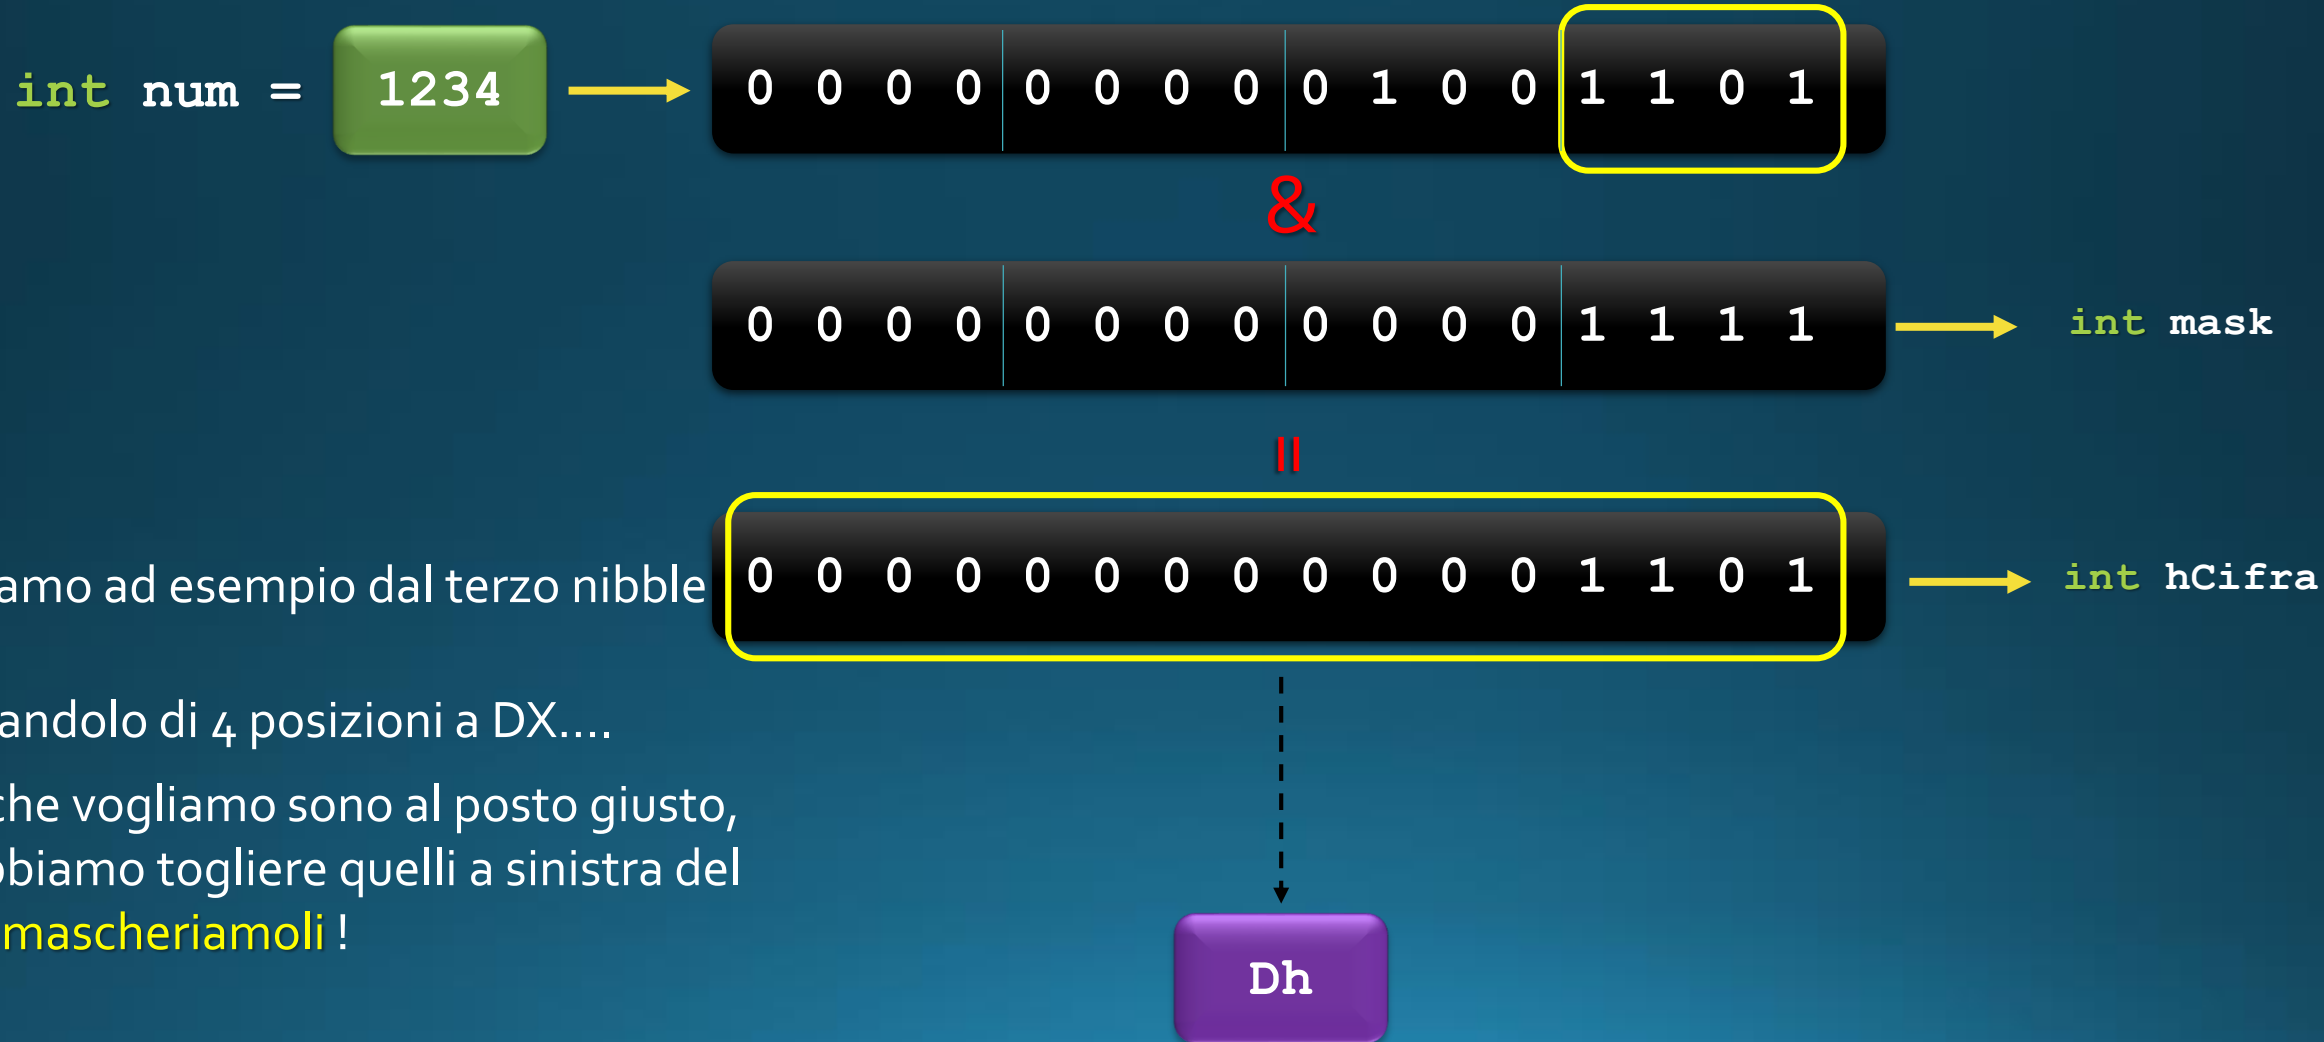 int num = 1234 0 0 0 0 0 0 0 0 0 1 0 0 1 1 0 1
&
0 0 0 0 0 0 0 0 0 0 0 0 1 1 1 1 int mask
=
amo ad esempio dal terzo nibble 0 0 0 0 0 0 0 0 0 0 0 0 1 1 0 1 int hCifra
andolo di 4 posizioni a DX....
che vogliamo sono al posto giusto,
bbiamo togliere quelli a sinistra del
mascheriamoli !
Dh